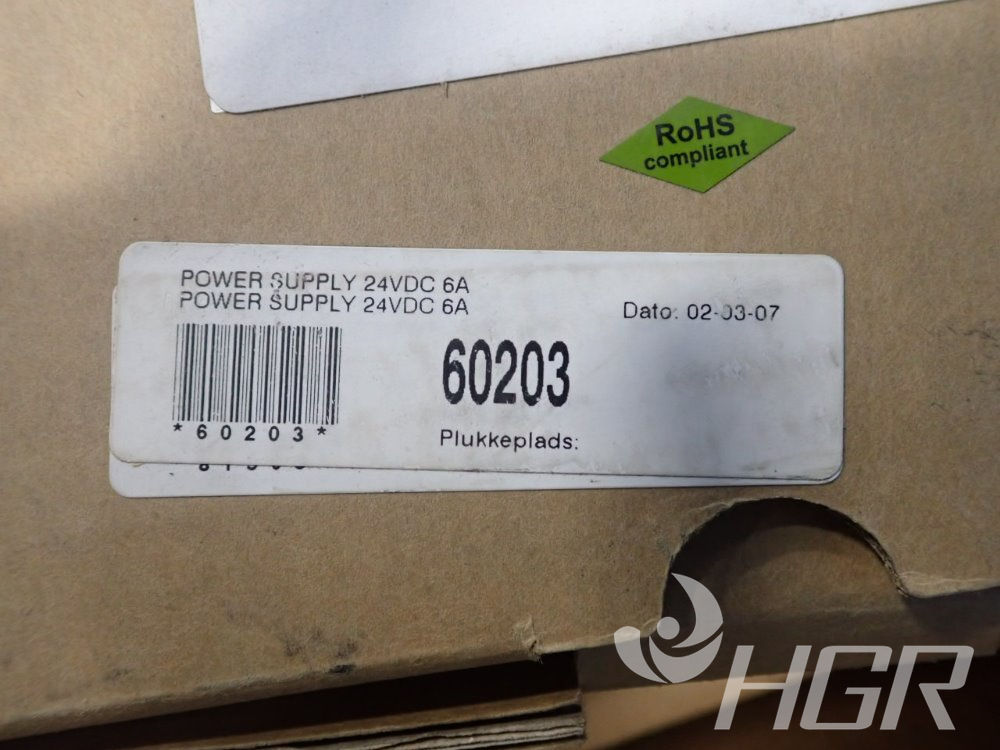 RoHS
compliant
POWER SUPPLY 24VDC 6A
POWER SUPPLY 24VDC 6A
Dato: 02-03-07
60203
*60203*
Plukkeplads:
HGR